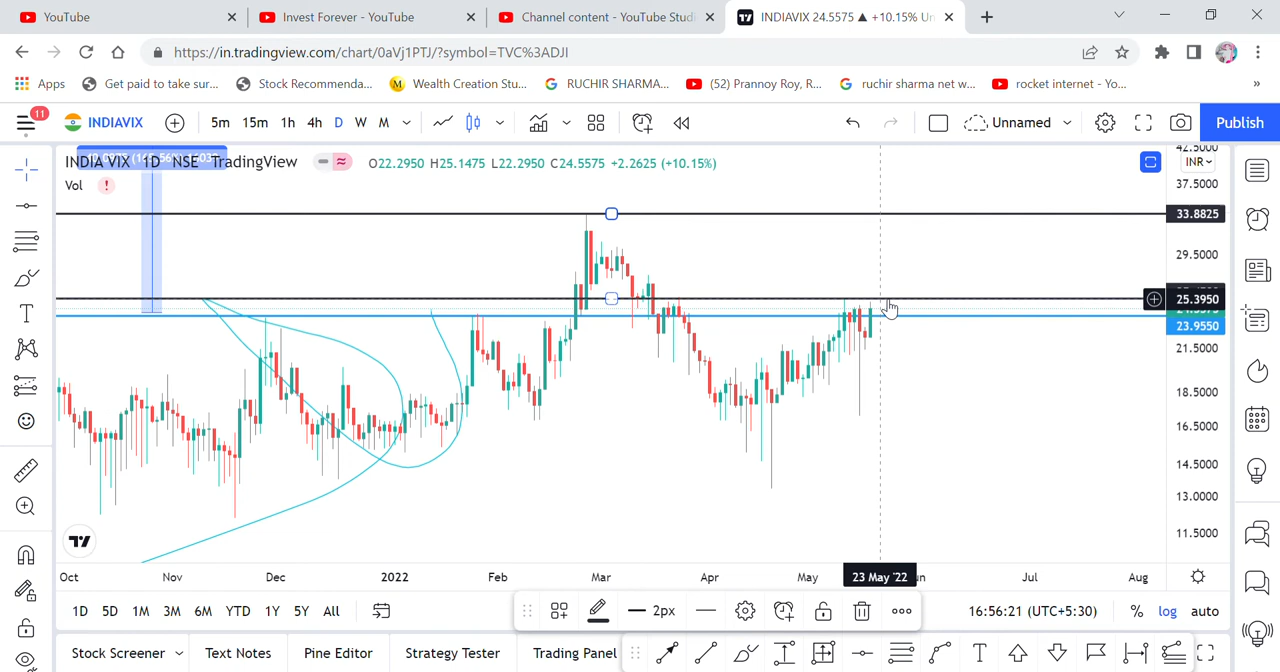 YouTube
Invest Forever - YouTube
Channel content - YouTube Studi
INDIAVIX 24.5575 ▲ +10.15% Un
https://in.tradingview.com/chart/0aVj1PTJ/?symbol=TVC%3ADJI
Apps
Get paid to take sur...
Stock Recommenda...
Wealth Creation Stu...
RUCHIR SHARMA...
(52) Prannoy Roy, R...
ruchir sharma net w...
rocket internet - Yo...
»
11
INDIAVIX
5m 15m 1h 4h D W M
Unnamed
Publish
INDIA VIX 1D NSE TradingView
O22.2950 H25.1475 L22.2950 C24.5575 +2.2625 (+10.15%)
INR
Vol
42.5000
37.5000
33.8825
29.5000
25.3950
23.9550
21.5000
18.5000
16.5000
14.5000
13.0000
11.5000
Oct Nov Dec 2022 Feb Mar Apr May 23 May '22 un Jul Aug
1D 5D 1M 3M 6M YTD 1Y 5Y All
2px
16:56:21 (UTC+5:30)
% log auto
Stock Screener Text Notes Pine Editor Strategy Tester Trading Panel